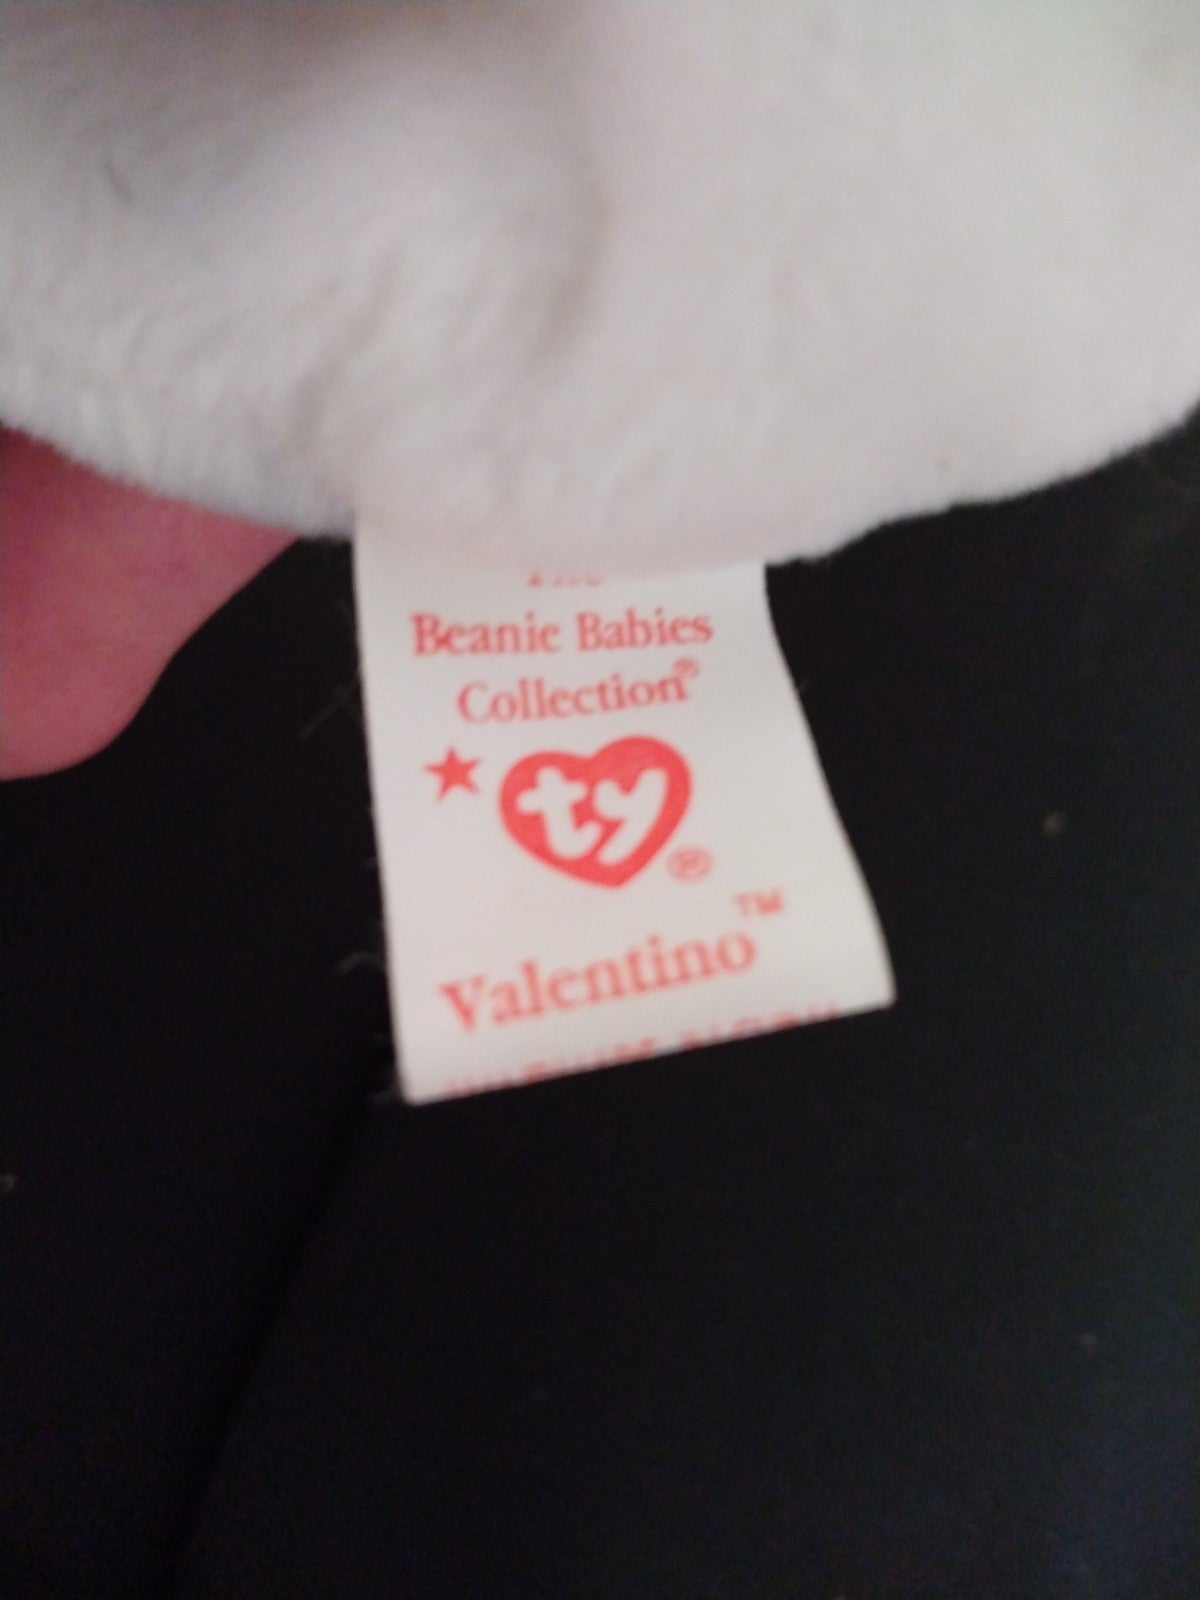 Beanie Babies
Collection®
★ ty ®
Valentino™